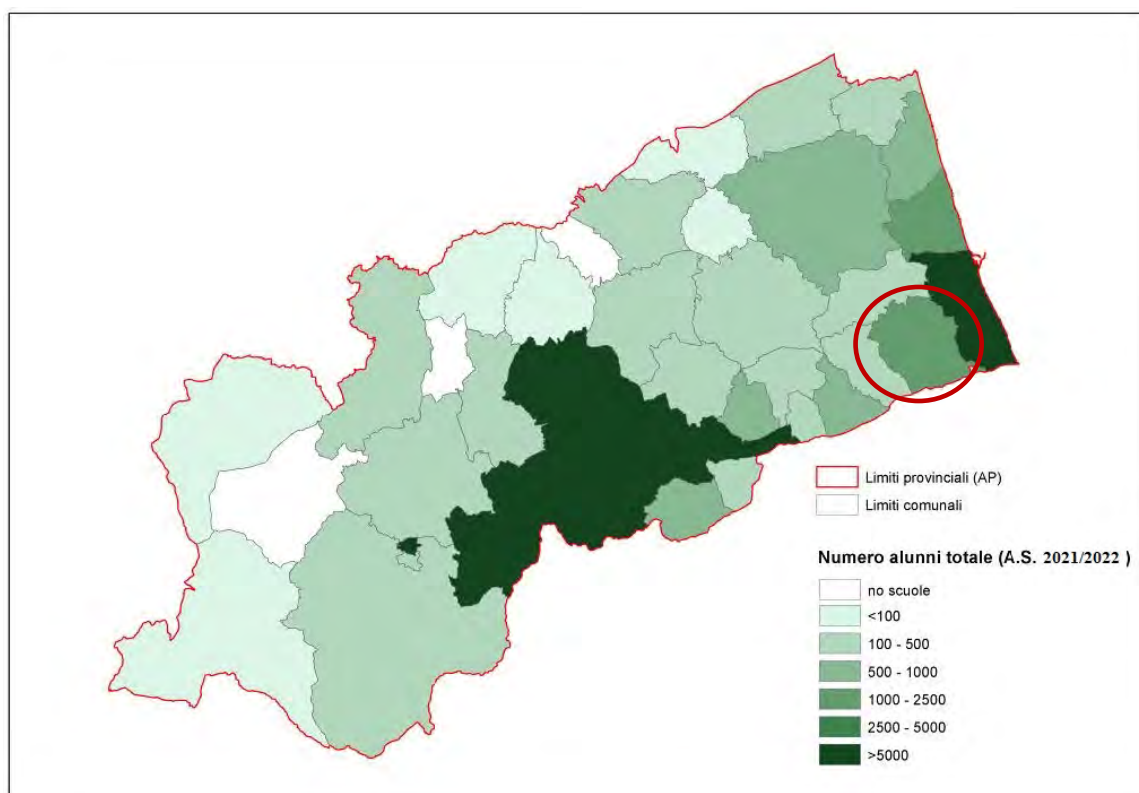 Limiti provinciali (AP)
Limiti comunali
Numero alunni totale (A.S. 2021/2022 )
no scuole
<100
100 - 500
500 - 1000
1000 - 2500
2500 - 5000
>5000